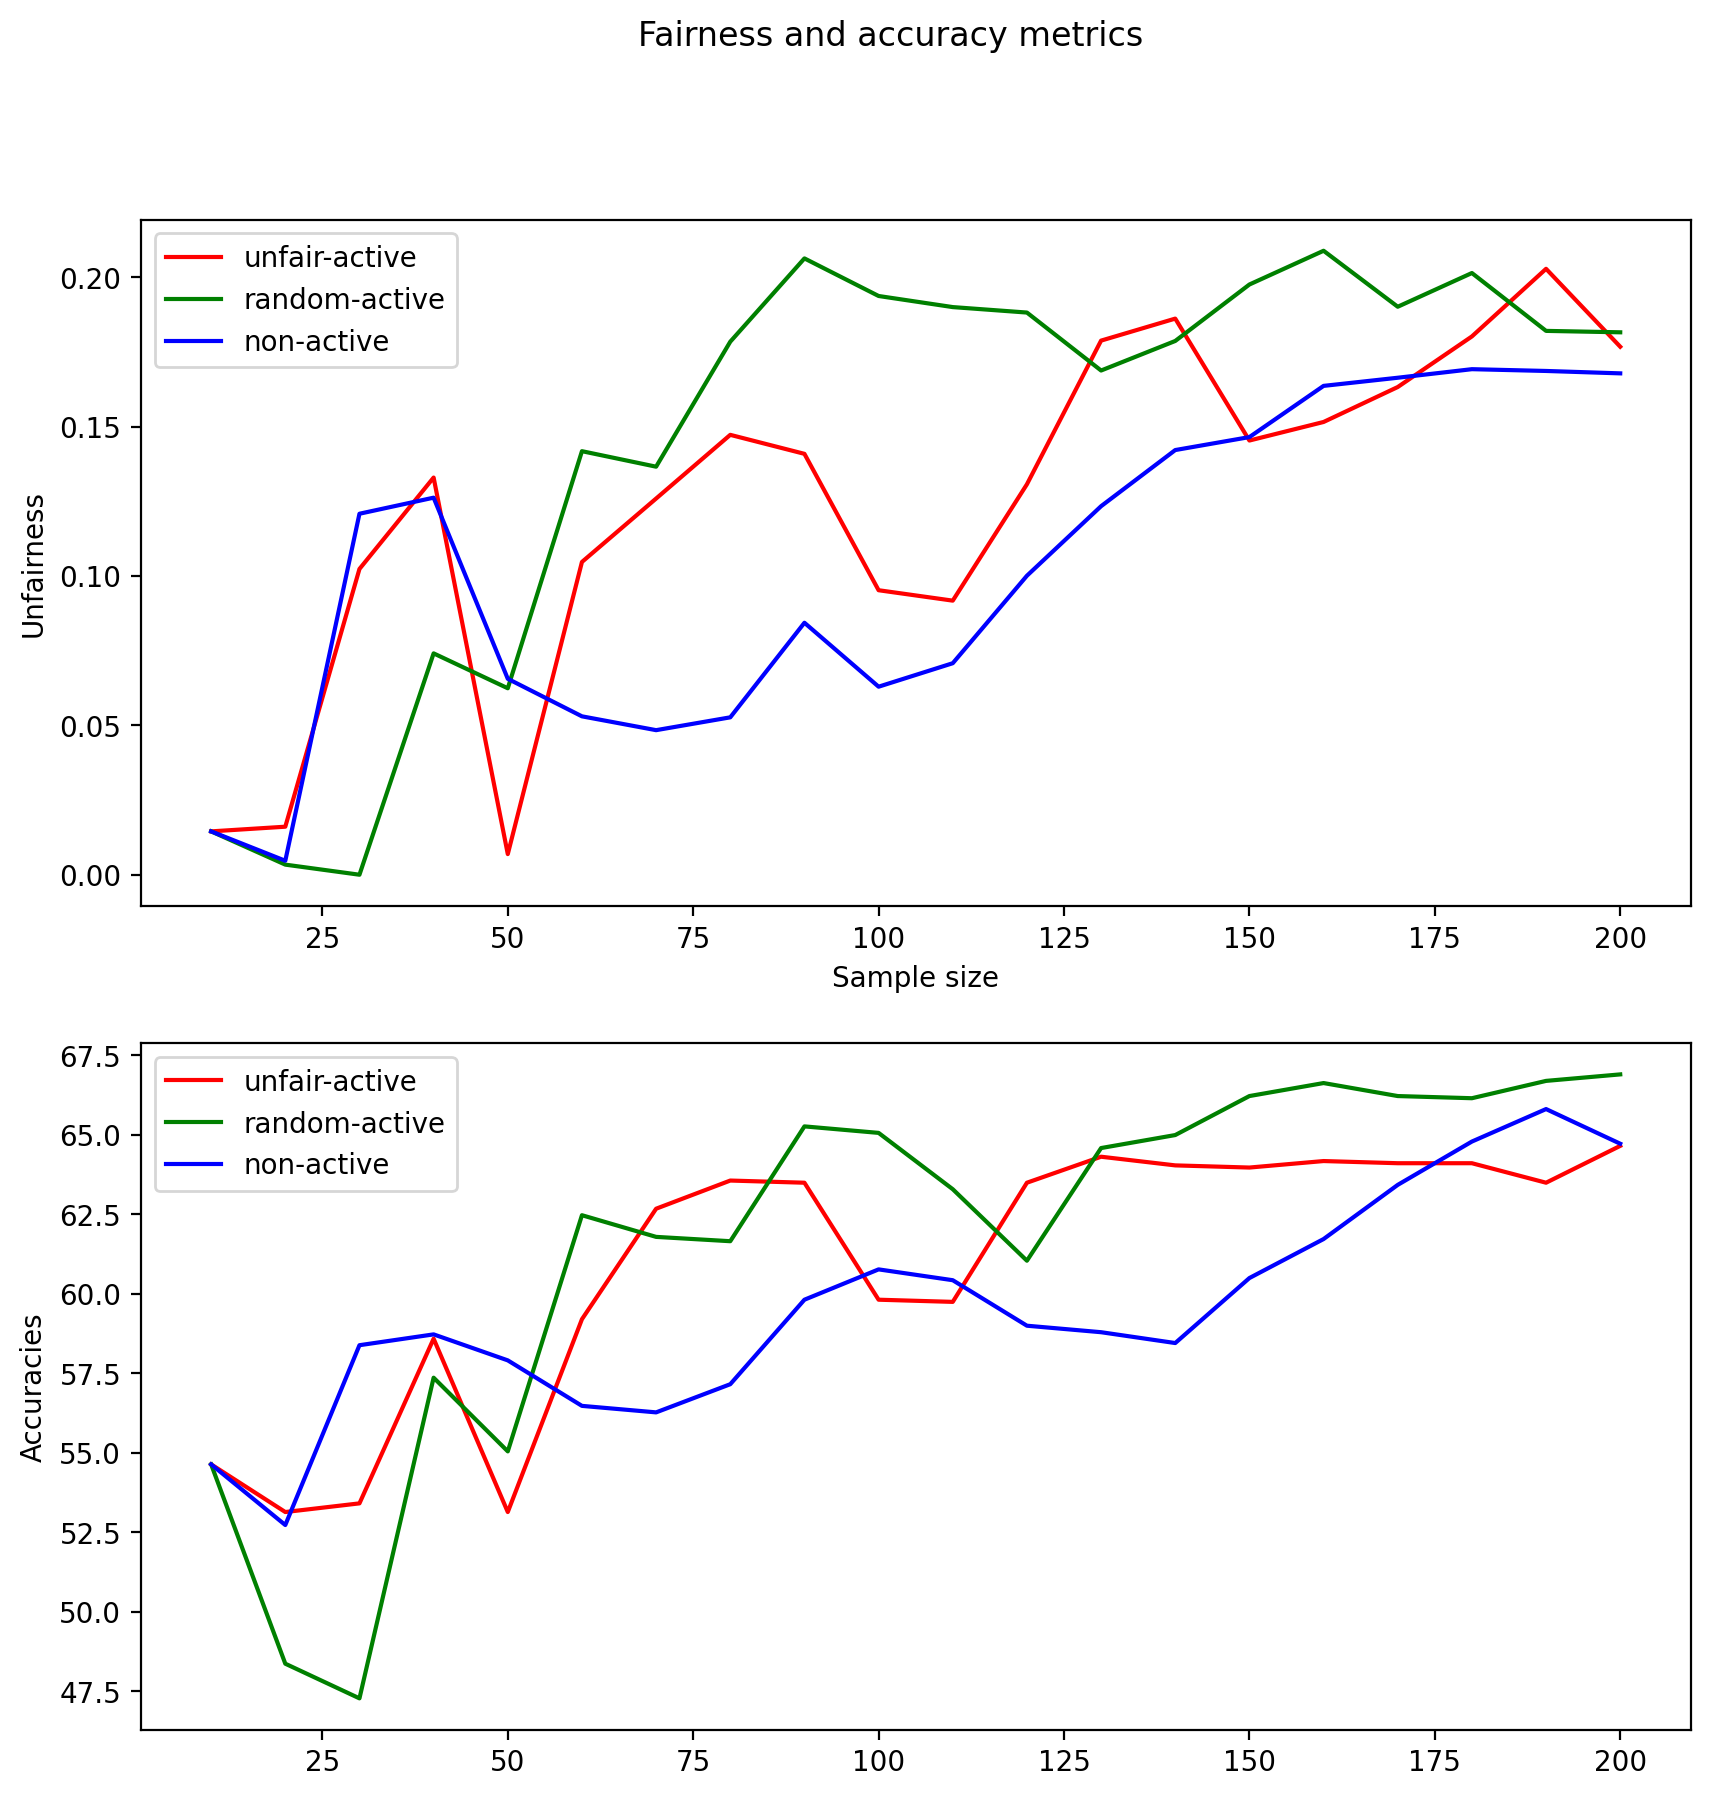 Fairness and accuracy metrics
unfair-active
random-active
non-active
0.20
0.15
0.10
0.05
0.00
Unfairness
25 50 75 100 125 150 175 200
Sample size
unfair-active
random-active
non-active
67.5
65.0
62.5
60.0
57.5
55.0
52.5
50.0
47.5
Accuracies
25 50 75 100 125 150 175 200